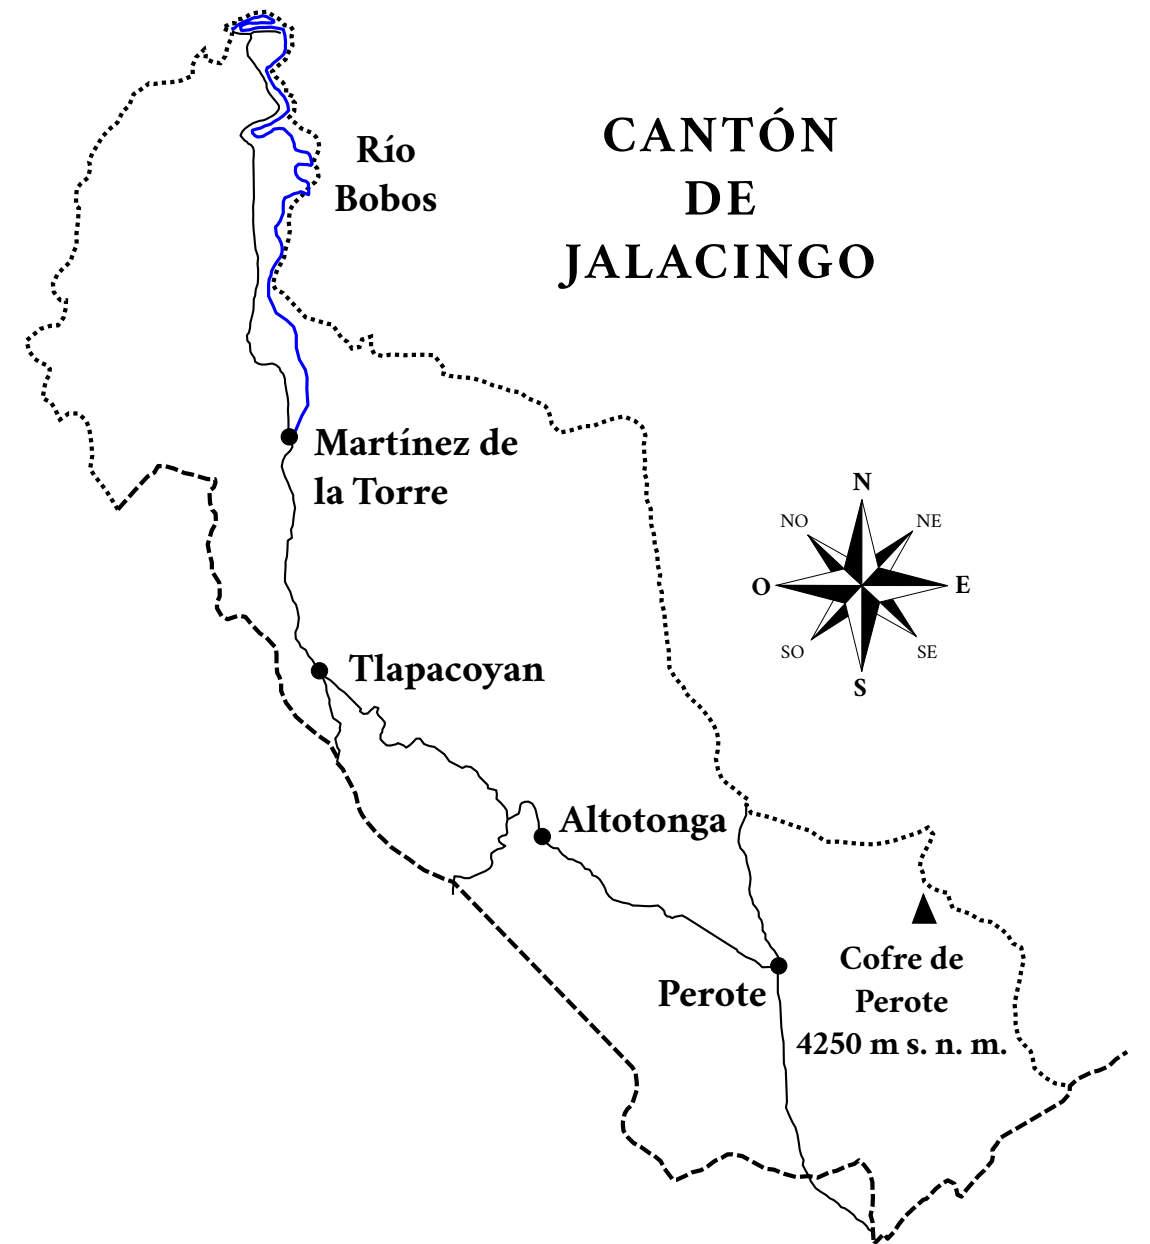 CANTÓN
DE
JALACINGO
Río
Bobos
Martínez de
la Torre
N
NO
NE
O
E
SO
SE
S
Tlapacoyan
Altotonga
Perote
Cofre de
Perote
4250 m s. n. m.